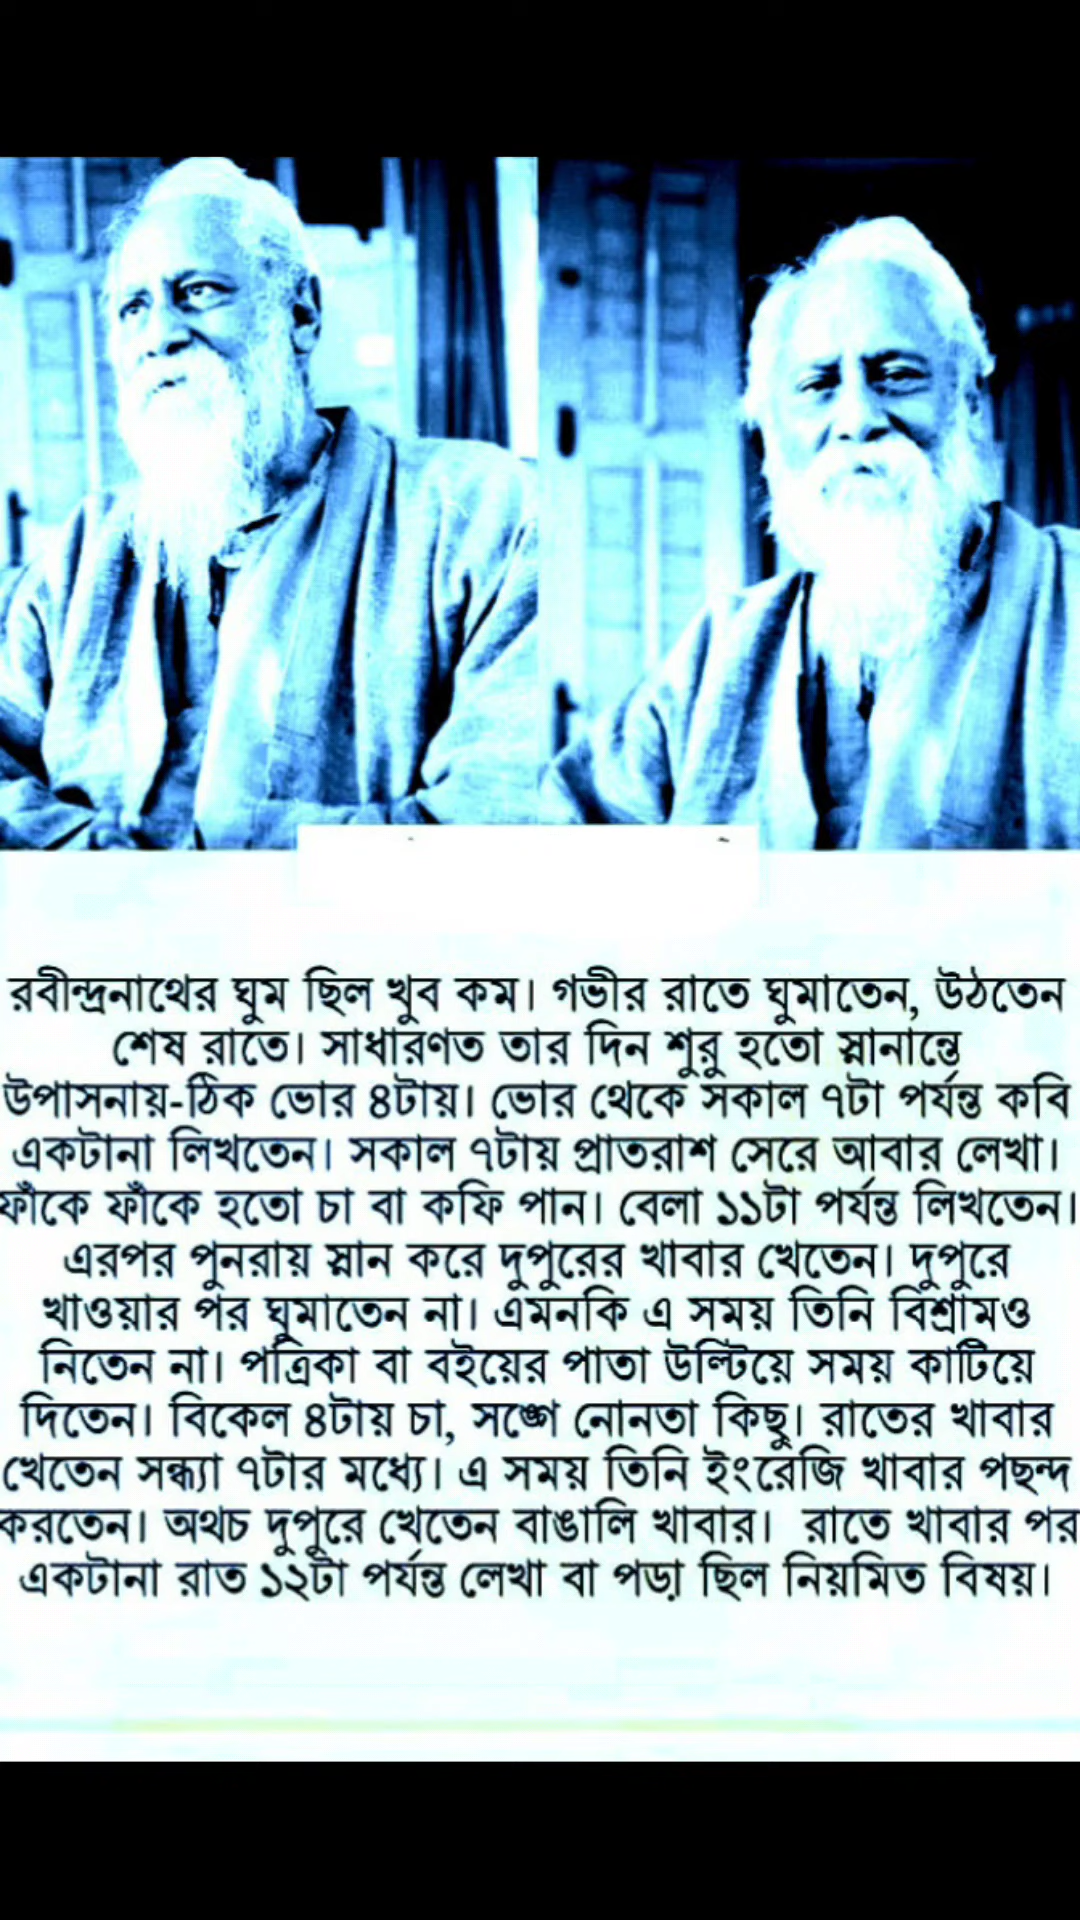 রবীন্দ্রনাথের ঘুম ছিল খুব কম। গভীর রাতে ঘুমাতেন, উঠতেন
শেষ রাতে। সাধারণত তার দিন শুরু হতো স্নানান্তে
উপাসনায়-ঠিক ভোর ৪টায়। ভোর থেকে সকাল ৭টা পর্যন্ত কবি
একটানা লিখতেন। সকাল ৭টায় প্রাতরাশ সেরে আবার লেখা।
ফাঁকে ফাঁকে হতো চা বা কফি পান। বেলা ১১টা পর্যন্ত লিখতেন।
এরপর পুনরায় স্নান করে দুপুরের খাবার খেতেন। দুপুরে
খাওয়ার পর ঘুমাতেন না। এমনকি এ সময় তিনি বিশ্রামও
নিতেন না। পত্রিকা বা বইয়ের পাতা উল্টিয়ে সময় কাটিয়ে
দিতেন। বিকেল ৪টায় চা, সঙ্গে নোনতা কিছু। রাতের খাবার
খেতেন সন্ধ্যা ৭টার মধ্যে। এ সময় তিনি ইংরেজি খাবার পছন্দ
করতেন। অথচ দুপুরে খেতেন বাঙালি খাবার। রাতে খাবার পর
একটানা রাত ১২টা পর্যন্ত লেখা বা পড়া ছিল নিয়মিত বিষয়।